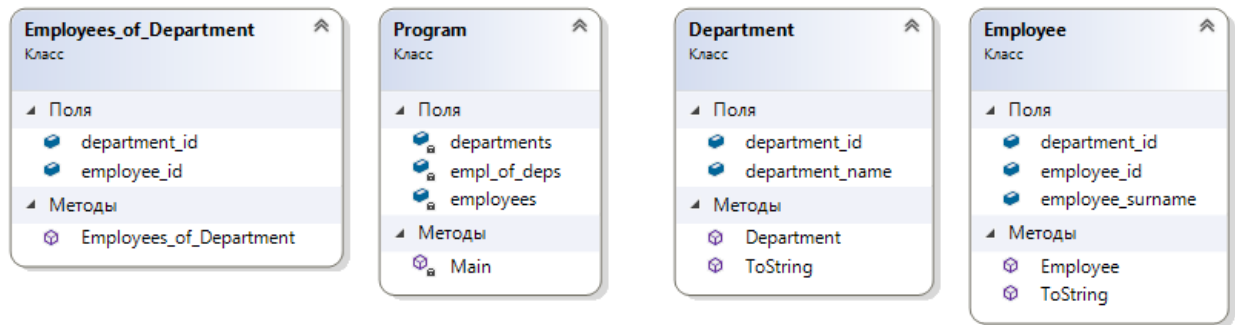 Employees_of_Department
Класс
Поля
department_id
employee_id
Методы
Employees_of_Department
Program
Класс
Поля
departments
empl_of_deps
employees
Методы
Main
Department
Класс
Поля
department_id
department_name
Методы
Department
ToString
Employee
Класс
Поля
department_id
employee_id
employee_surname
Методы
Employee
ToString